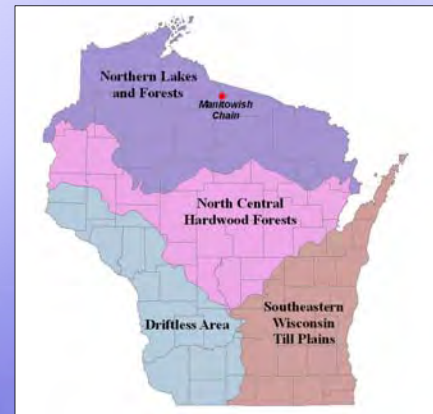 Northern Lakes
and Forests
Manitowish
Chain
North Central
Hardwood Forests
Driftless Area
Southeastern
Wisconsin
Till Plains